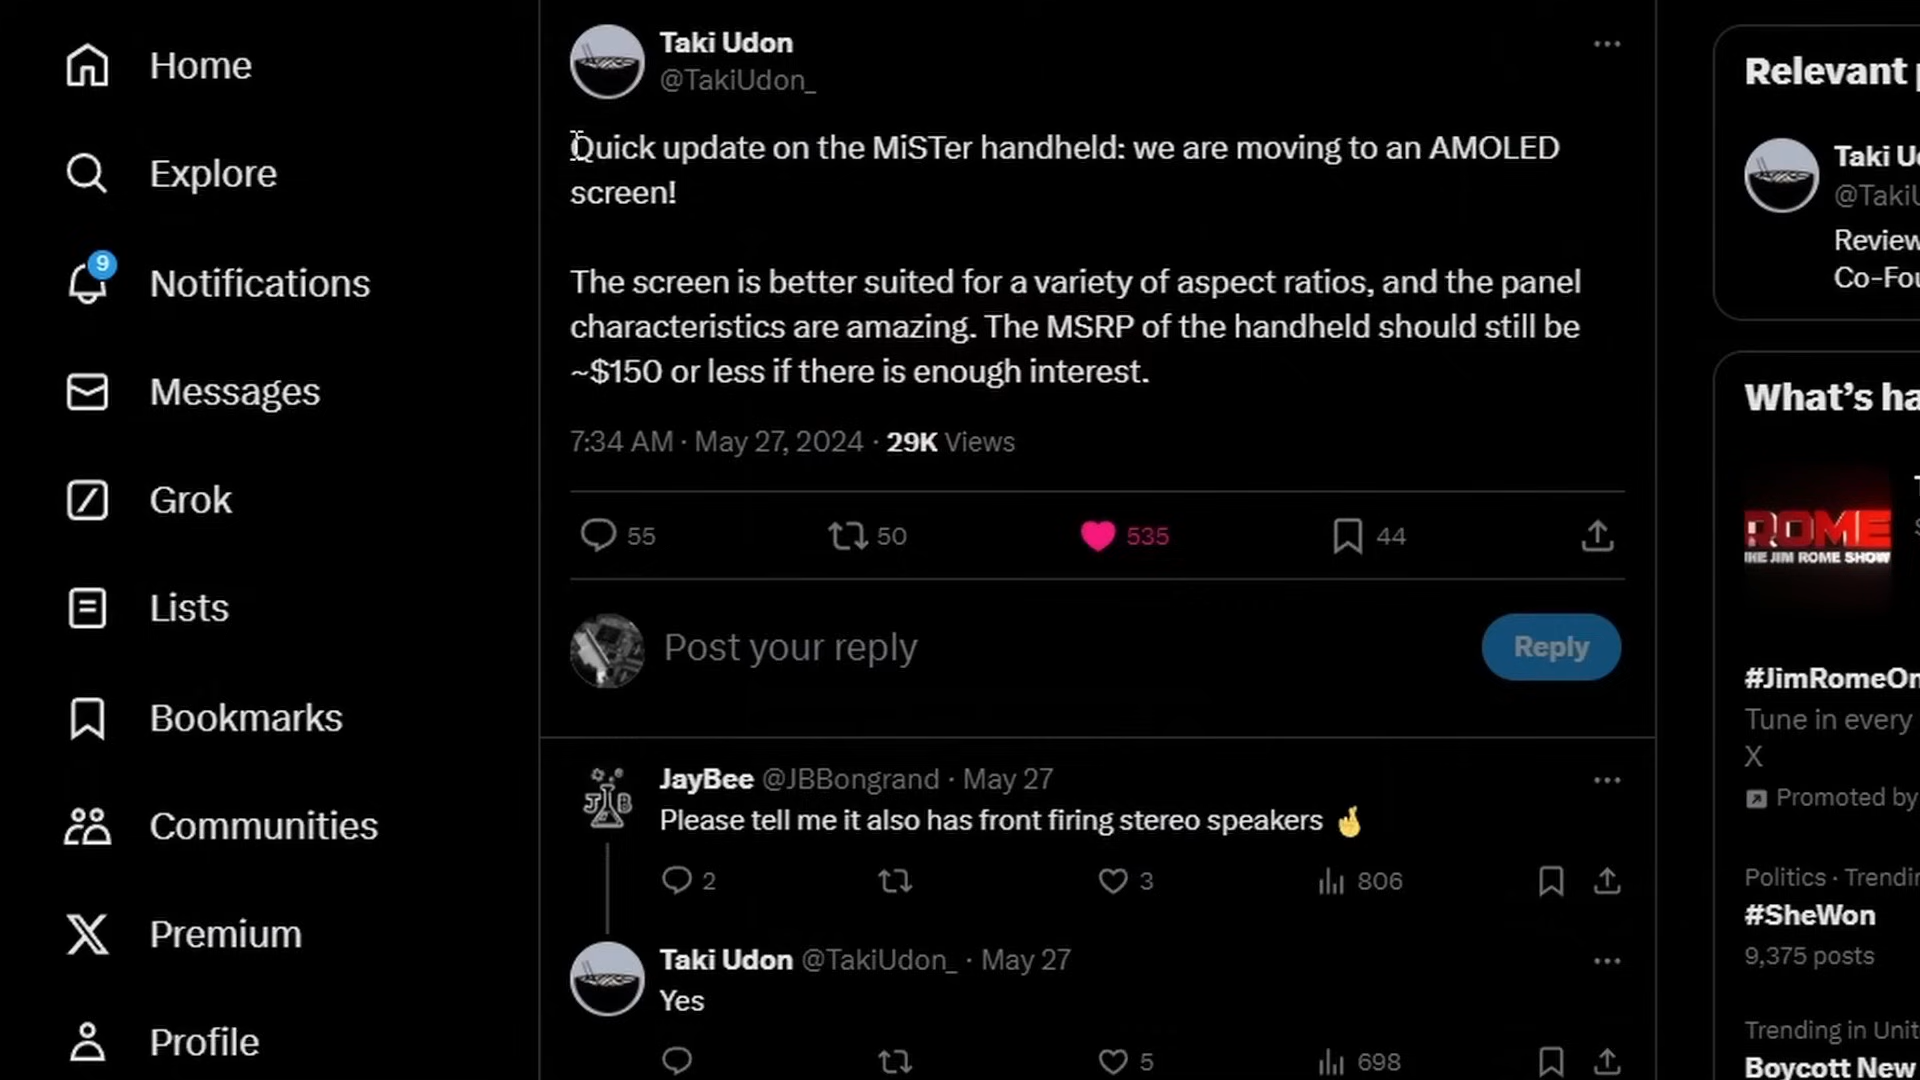 Home
Explore
9
Notifications
Messages
Grok
Lists
Bookmarks
Communities
Premium
Profile
Taki Udon
@TakiUdon_
Quick update on the MiSTer handheld: we are moving to an AMOLED
screen!
The screen is better suited for a variety of aspect ratios, and the panel
characteristics are amazing. The MSRP of the handheld should still be
~$150 or less if there is enough interest.
7:34 AM · May 27, 2024 · 29K Views
55 50 535 44
Post your reply
Reply
JayBee @JBBongrand · May 27
Please tell me it also has front firing stereo speakers 🤞
2 3 806
Taki Udon @TakiUdon_ · May 27
Yes
5 698
Relevant
Taki
Review
What's
ROME
THE JIM ROME SHOW
Tune in every
X
Promoted by
Politics ·
#SheWon
9,375 posts
Trending in
Boycott New